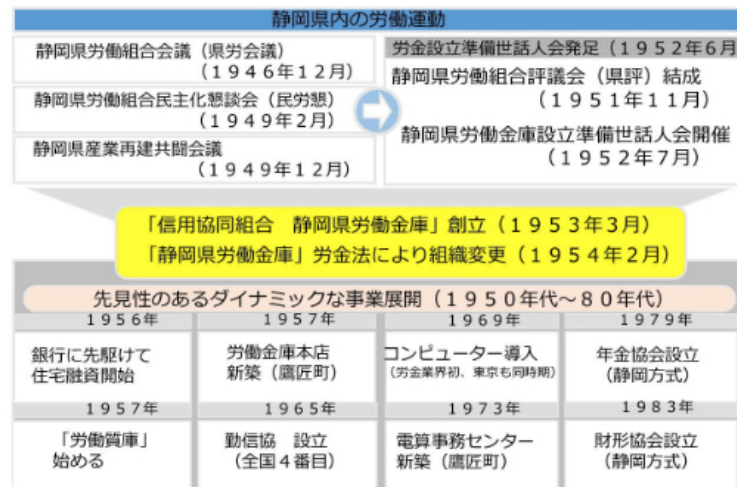 静岡県内の労働運動
静岡県労働組合会議（県労会議）
（１９４６年１２月）
静岡県労働組合民主化懇談会（民労懇）
（１９４９年２月）
静岡県産業再建共闘会議
（１９４９年１２月）
労金設立準備世話人会発足（１９５２年６月
静岡県労働組合評議会（県評）結成
（１９５１年１１月）
静岡県労働金庫設立準備世話人会開催
（１９５２年７月）
「信用協同組合　静岡県労働金庫」創立（１９５３年３月）
「静岡県労働金庫」労金法により組織変更（１９５４年２月）
先見性のあるダイナミックな事業展開（１９５０年代～８０年代）
１９５６年
１９５７年
１９６９年
１９７９年
銀行に先駆けて
住宅融資開始
労働金庫本店
新築（鷹匠町）
コンピューター導入
（労金業界初、東京も同時期）
年金協会設立
（静岡方式）
１９５７年
１９６５年
１９７３年
１９８３年
「労働質庫」
始める
勤信協　設立
（全国４番目）
電算事務センター
新築（鷹匠町）
財形協会設立
（静岡方式）